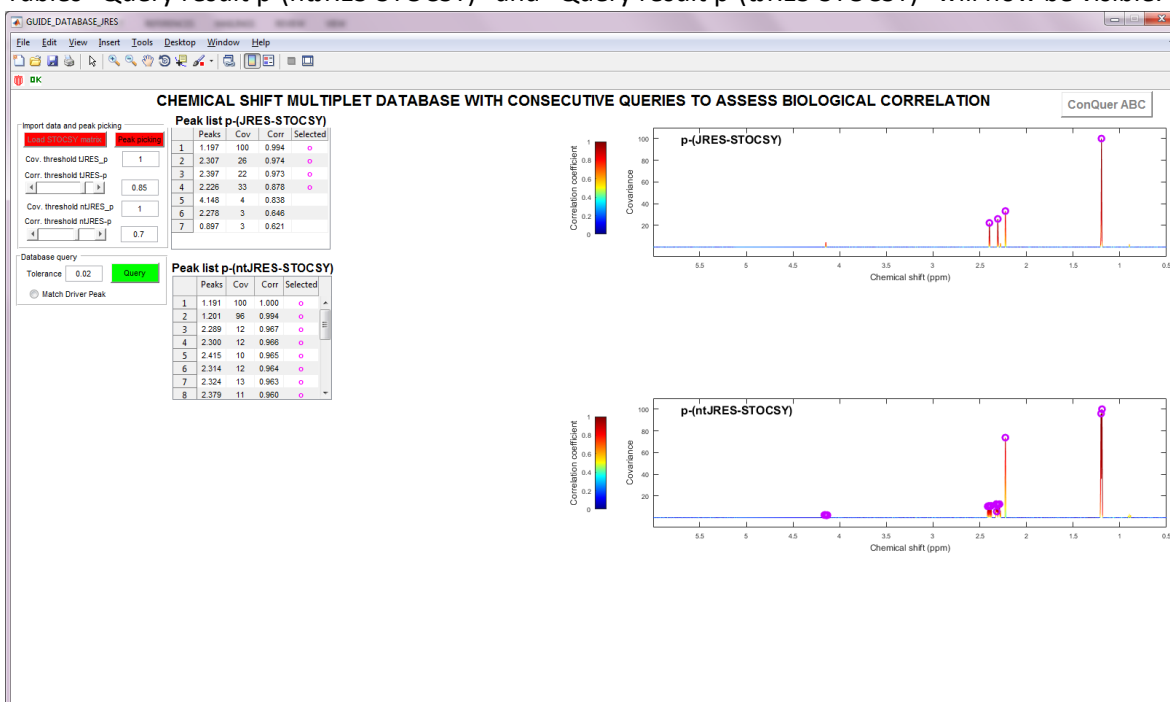 Tables "Query result p-(ntJRES-STOCSY)" and "Query result p-(tJRES-STOCSY)" will now be visible.
GUIDE_DATABASE_JRES
File Edit View Insert Tools Desktop Window Help
OK
CHEMICAL SHIFT MULTIPLET DATABASE WITH CONSECUTIVE QUERIES TO ASSESS BIOLOGICAL CORRELATION
ConQuer ABC
Import data and peak picking
Load STOCSY matrix Peak picking
Cov. threshold tJRES_p 1
Corr. threshold tJRES-p
0.85
Cov. threshold ntJRES_p 1
Corr. threshold ntJRES-p
0.7
Database query
Tolerance 0.02 Query
Match Driver Peak
Peak list p-(JRES-STOCSY)
Peaks Cov Corr Selected
1 1.197 100 0.994 o
2 2.307 26 0.974 o
3 2.397 22 0.973 o
4 2.226 33 0.878 o
5 4.148 4 0.838
6 2.278 3 0.646
7 0.897 3 0.621
Peak list p-(ntJRES-STOCSY)
Peaks Cov Corr Selected
1 1.191 100 1.000 o
2 1.201 96 0.994 o
3 2.289 12 0.967 o
4 2.300 12 0.966 o
5 2.415 10 0.965 o
6 2.314 12 0.964 o
7 2.324 13 0.963 o
8 2.379 11 0.960 o
p-(JRES-STOCSY)
Correlation coefficient
1
0.8
0.6
0.4
0.2
0
Covariance
100
80
60
40
20
5.5 5 4.5 4 3.5 3 2.5 2 1.5 1 0.5
Chemical shift (ppm)
p-(ntJRES-STOCSY)
Correlation coefficient
1
0.8
0.6
0.4
0.2
0
Covariance
100
80
60
40
20
5.5 5 4.5 4 3.5 3 2.5 2 1.5 1 0.5
Chemical shift (ppm)